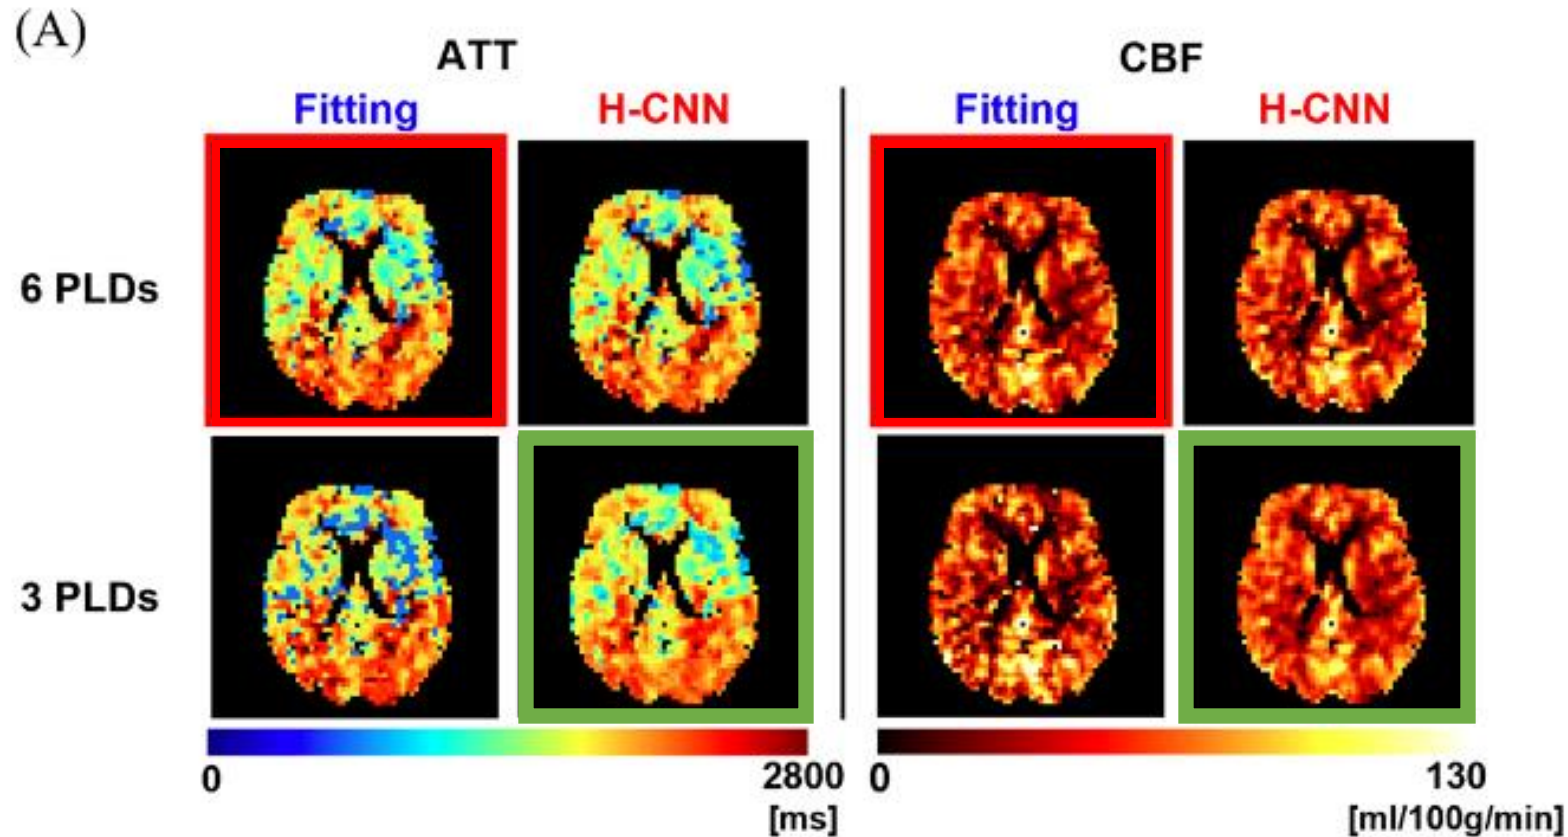 (A)
ATT CBF
Fitting H-CNN Fitting H-CNN
6 PLDs
3 PLDs
0 2800 0 130
[ms] [ml/100g/min]